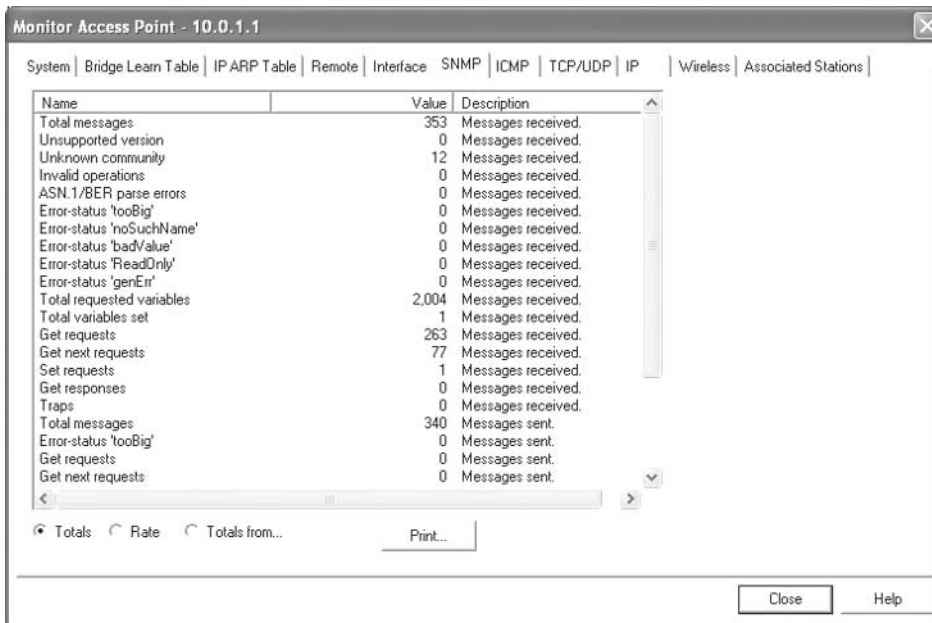 Monitor Access Point - 10.0.1.1
System Bridge Learn Table IP ARP Table Remote Interface SNMP ICMP TCP/UDP IP Wireless Associated Stations
Name Value Description
Total messages 353 Messages received.
Unsupported version 0 Messages received.
Unknown community 12 Messages received.
Invalid operations 0 Messages received.
ASN.1/BER parse errors 0 Messages received.
Error-status 'tooBig' 0 Messages received.
Error-status 'noSuchName' 0 Messages received.
Error-status 'badValue' 0 Messages received.
Error-status 'ReadOnly' 0 Messages received.
Error-status 'genErr' 0 Messages received.
Total requested variables 2,004 Messages received.
Total variables set 1 Messages received.
Get requests 263 Messages received.
Get next requests 77 Messages received.
Set requests 1 Messages received.
Get responses 0 Messages received.
Traps 0 Messages received.
Total messages 340 Messages sent.
Error-status 'tooBig' 0 Messages sent.
Get requests 0 Messages sent.
Get next requests 0 Messages sent.
Totals Rate Totals from... Print...
Close Help